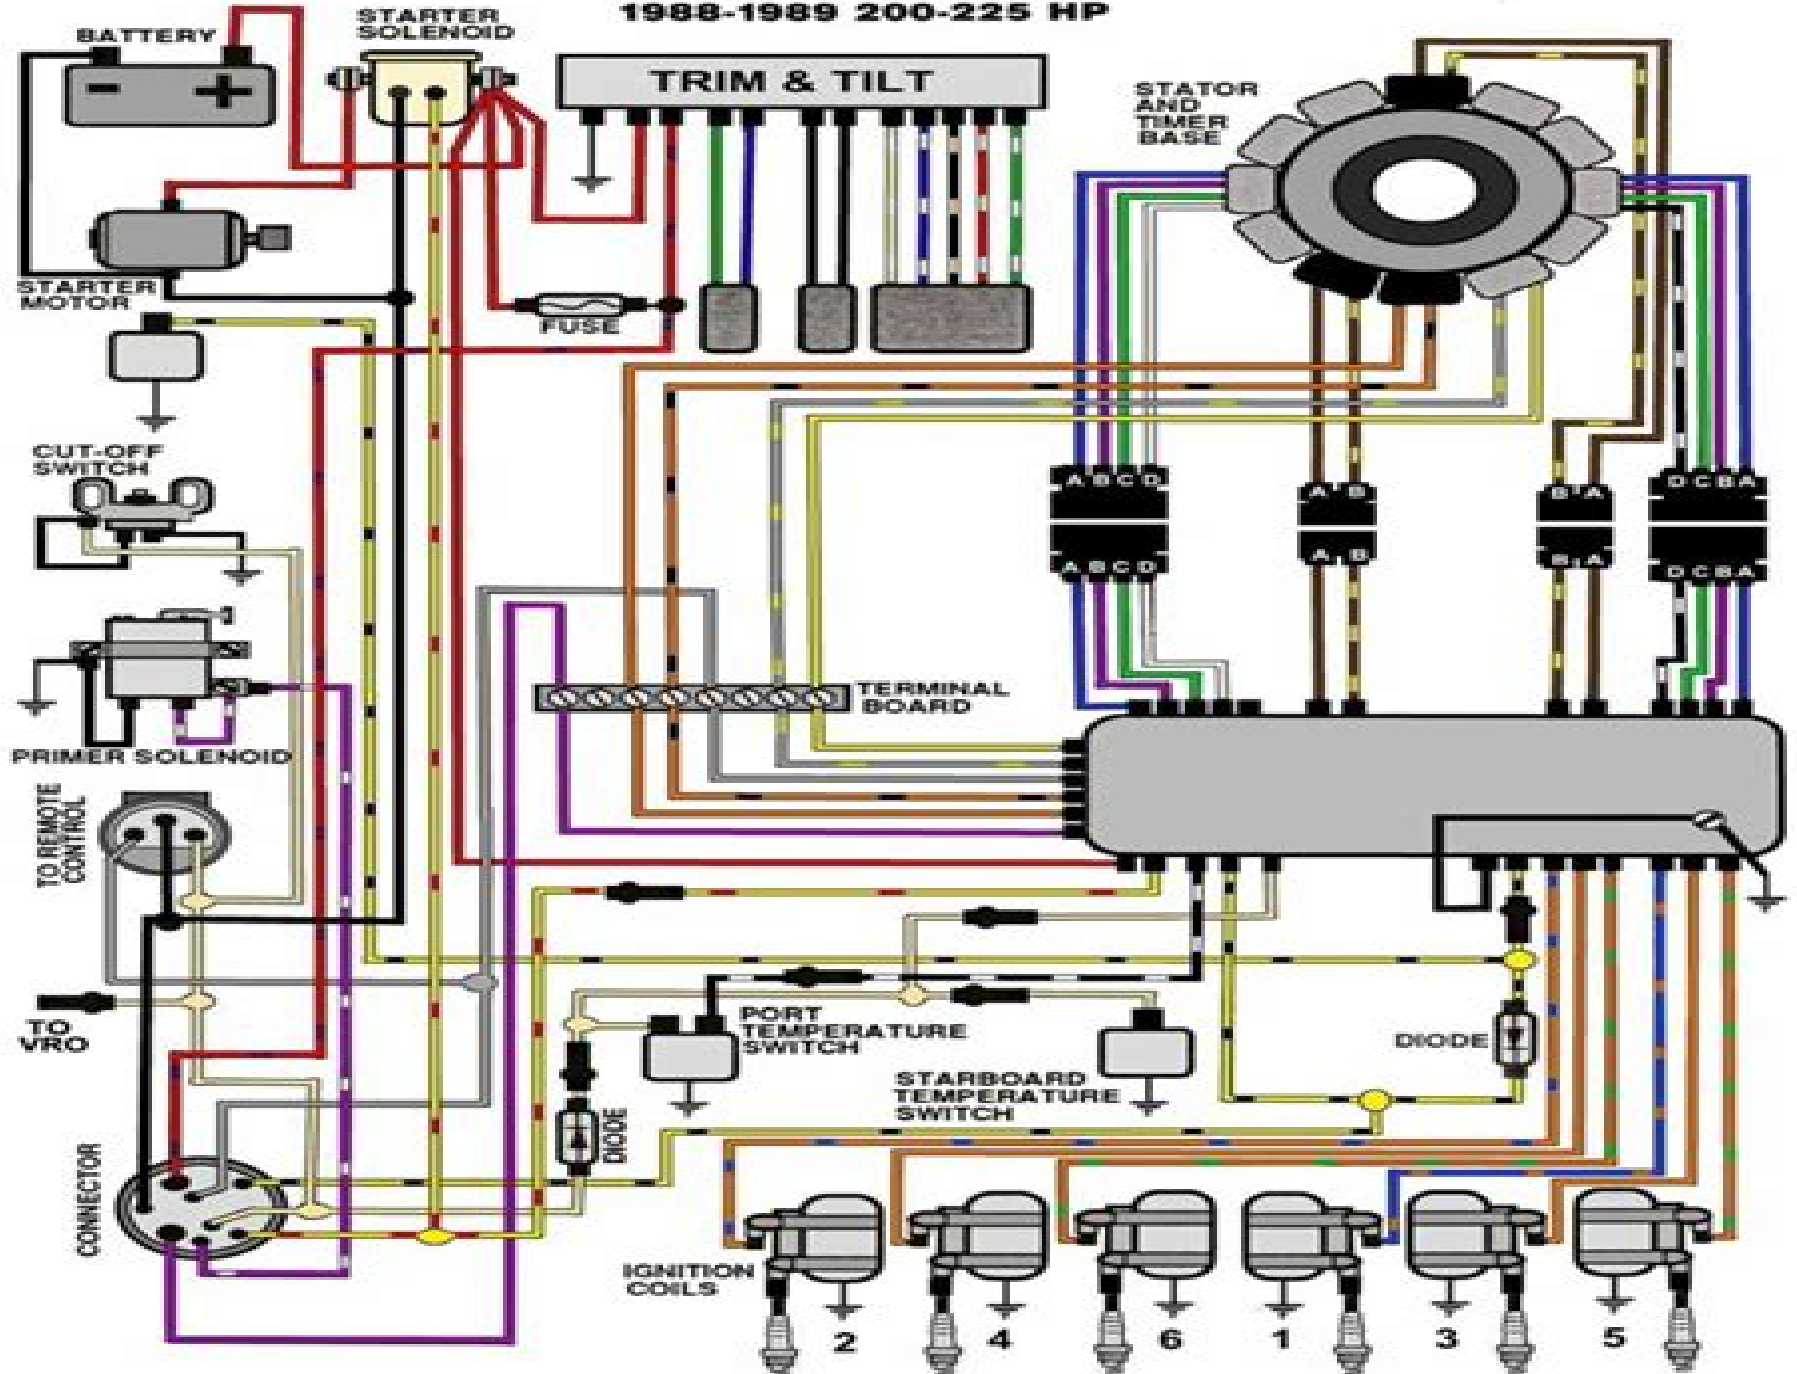 1988-1989 200-225 HP
BATTERY
STARTER
SOLENOID
TRIM & TILT
STATOR
AND
TIMER
BASE
STARTER
MOTOR
FUSE
CUT-OFF
SWITCH
A B C D
A B
B A
D C B A
A B C D
A B
B A
D C B A
TERMINAL
BOARD
PRIMER SOLENOID
TO REMOTE
CONTROL
TO
VRO
PORT
TEMPERATURE
SWITCH
DIODE
STARBOARD
TEMPERATURE
SWITCH
DIODE
CONNECTOR
IGNITION
COILS
2
4
6
1
3
5